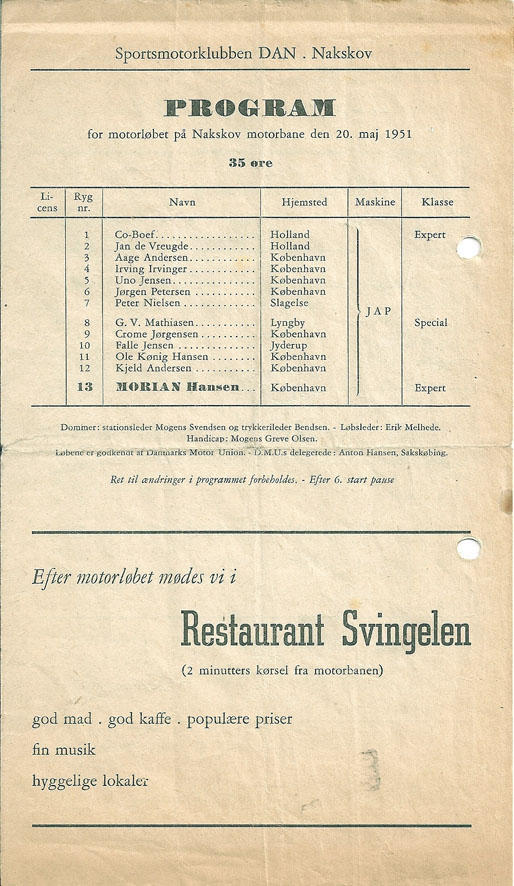 Sportsmotorklubben DAN . Nakskov
PROGRAM
for motorløbet på Nakskov motorbane den 20. maj 1951
35 øre
Li-cens Ryg nr. Navn Hjemsted Maskine Klasse
1 Co-Boef.................. Holland Expert
2 Jan de Vreugde............ Holland
3 Aage Andersen............ København
4 Irving Irvinger............ København
5 Uno Jensen............... København
6 Jørgen Petersen .......... København
7 Peter Nielsen ............. Slagelse
JAP
8 G. V. Mathiasen.......... Lyngby Special
9 Crome Jørgensen......... København
10 Falle Jensen .............. Jyderup
11 Ole Kønig Hansen ........ København
12 Kjeld Andersen .......... København
13 MORIAN Hansen... København Expert
Dommer: stationsleder Mogens Svendsen og trykkerileder Bendsen. - Løbsleder: Erik Melhede.
Handicap: Mogens Greve Olsen.
Løbene er godkendt af Danmarks Motor Union. - D.M.U.s delegerede: Anton Hansen, Sakskøbing.
Ret til ændringer i programmet forbeholdes. - Efter 6. start pause
Efter motorløbet mødes vi i
Restaurant Svingelen
(2 minutters kørsel fra motorbanen)
god mad . god kaffe . populære priser
fin musik
hyggelige lokaler